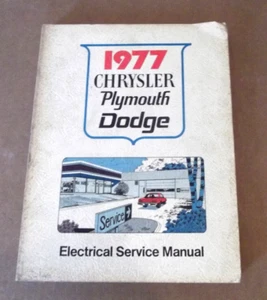 1977
CHRYSLER
Plymouth
Dodge
Service
Electrical Service Manual